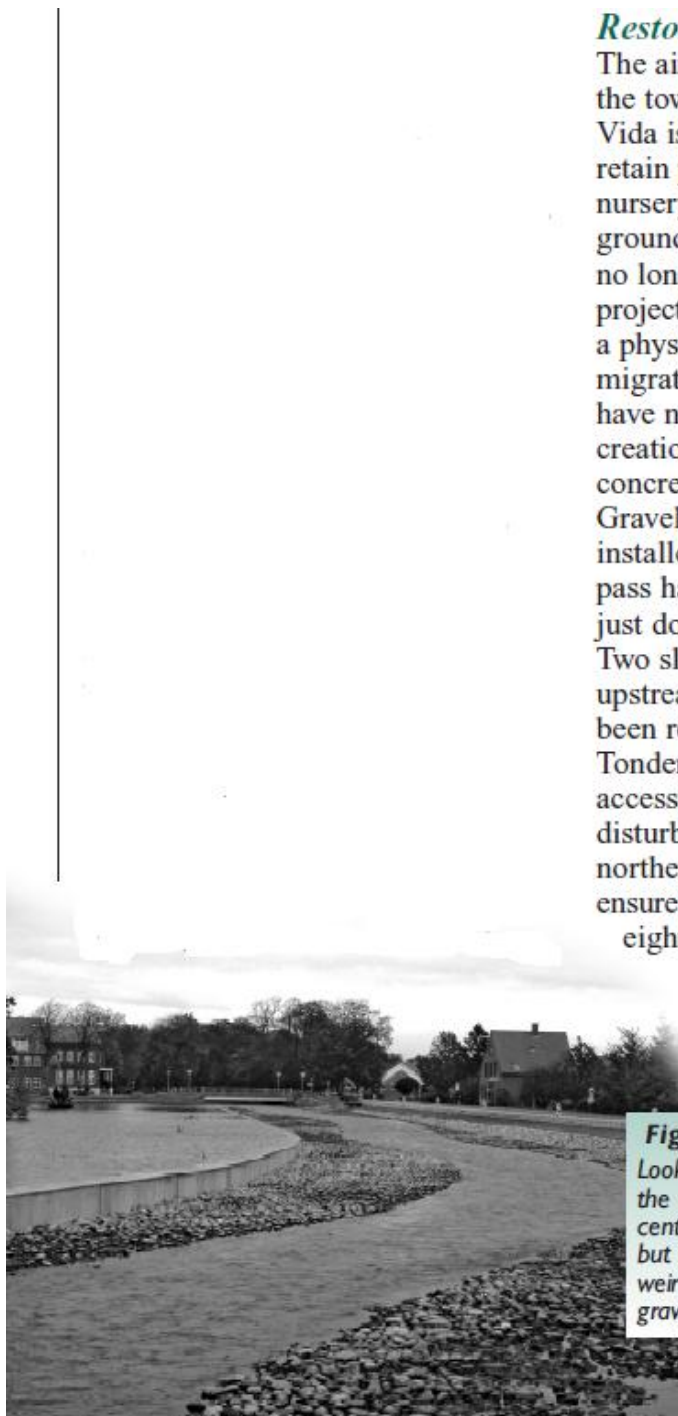 Resto
The ai
the tow
Vida is
retain
nurser
ground
no lon
project
a phys
migrat
have n
creatio
concre
Gravel
install
pass ha
just do
Two sl
upstrea
been r
Tonder
access
disturb
northe
ensure
eigh
Fig
Look
the
cent
but
weir
grav